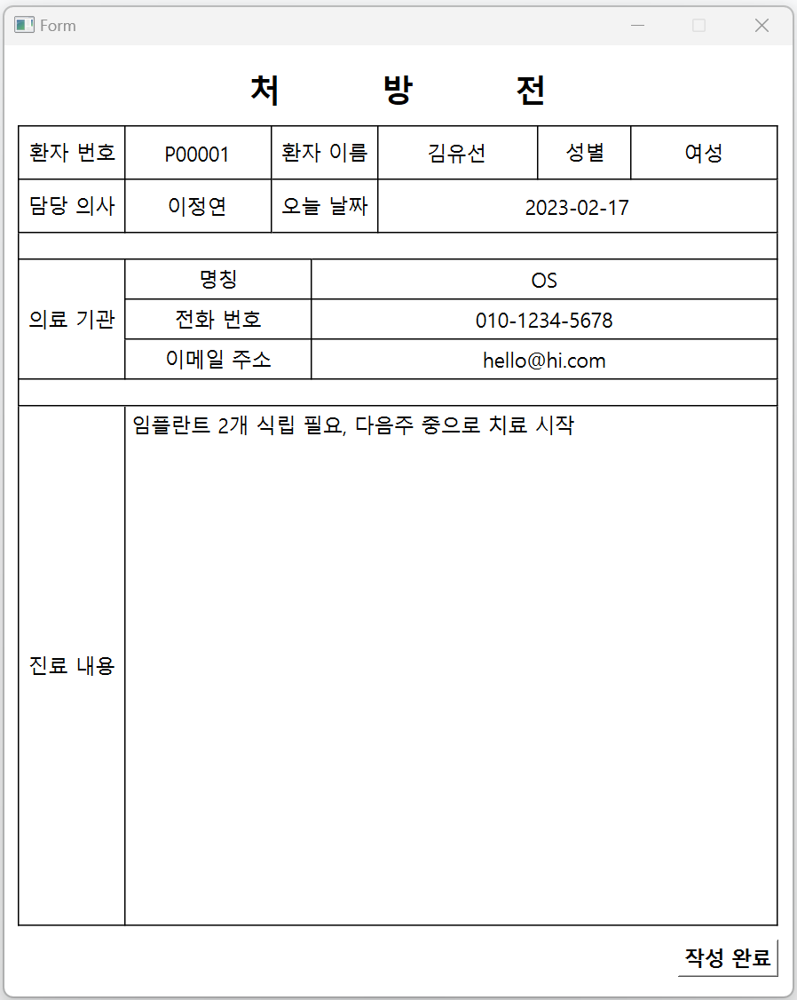 Form
처 방 전
환자 번호 P00001 환자 이름 김유선 성별 여성
담당 의사 이정연 오늘 날짜 2023-02-17
의료 기관
명칭 OS
전화 번호 010-1234-5678
이메일 주소 hello@hi.com
진료 내용
임플란트 2개 식립 필요, 다음주 중으로 치료 시작
작성 완료